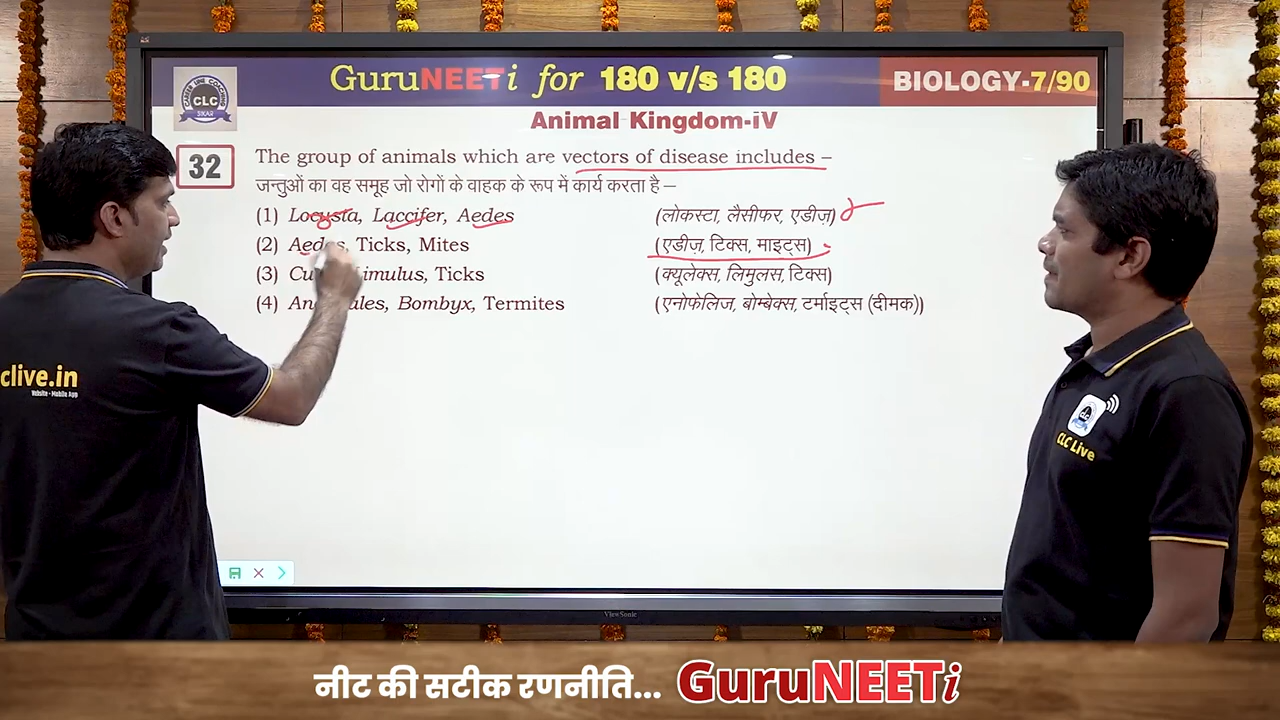 GuruNEETi for 180 v/s 180
BIOLOGY-7/90
CLC
SIKAR
Animal Kingdom-iV
32
The group of animals which are vectors of disease includes –
जन्तुओं का वह समूह जो रोगों के वाहक के रूप में कार्य करता है –
(1) Locusta, Laccifer, Aedes (लोकस्टा, लैसीफर, एडीज़)
(2) Aedes, Ticks, Mites (एडीज़, टिक्स, माइट्स)
(3) Limulus, Ticks (क्यूलेक्स, लिमुलस, टिक्स)
(4) Bombyx, Termites (एनोफेलिज, बोम्बेक्स, टर्माइट्स (दीमक))
clive.in
Website - Mobile App
CLC
CLC Live
ViewSonic
नीट की सटीक रणनीति... GuruNEETi